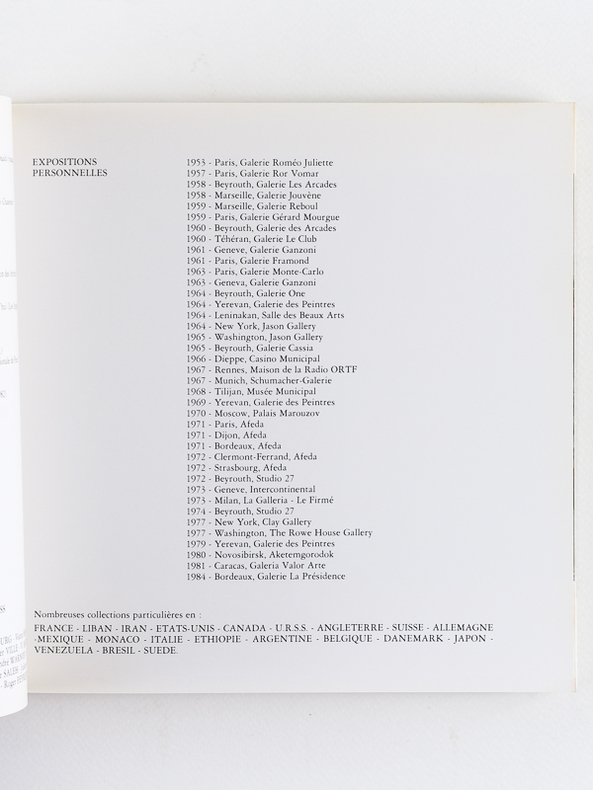 EXPOSITIONS
PERSONNELLES
1953 - Paris, Galerie Roméo Juliette
1957 - Paris, Galerie Ror Vomar
1958 - Beyrouth, Galerie Les Arcades
1958 - Marseille, Galerie Jouvène
1959 - Marseille, Galerie Reboul
1959 - Paris, Galerie Gérard Mourgue
1960 - Beyrouth, Galerie des Arcades
1960 - Téhéran, Galerie Le Club
1961 - Geneve, Galerie Ganzoni
1961 - Paris, Galerie Framond
1963 - Paris, Galerie Monte-Carlo
1963 - Geneva, Galerie Ganzoni
1964 - Beyrouth, Galerie One
1964 - Yerevan, Galerie des Peintres
1964 - Leninakan, Salle des Beaux Arts
1964 - New York, Jason Gallery
1965 - Washington, Jason Gallery
1965 - Beyrouth, Galerie Cassia
1966 - Dieppe, Casino Municipal
1967 - Rennes, Maison de la Radio ORTF
1967 - Munich, Schumacher-Galerie
1968 - Tilijan, Musée Municipal
1969 - Yerevan, Galerie des Peintres
1970 - Moscow, Palais Marouzov
1971 - Paris, Afeda
1971 - Dijon, Afeda
1971 - Bordeaux, Afeda
1972 - Clermont-Ferrand, Afeda
1972 - Strasbourg, Afeda
1972 - Beyrouth, Studio 27
1973 - Geneve, Intercontinental
1973 - Milan, La Galleria - Le Firmé
1974 - Beyrouth, Studio 27
1977 - New York, Clay Gallery
1977 - Washington, The Rowe House Gallery
1979 - Yerevan, Galerie des Peintres
1980 - Novosibirsk, Aketemgorodok
1981 - Caracas, Galeria Valor Arte
1984 - Bordeaux, Galerie La Présidence
Nombreuses collections particulières en :
FRANCE - LIBAN - IRAN - ETATS-UNIS - CANADA - U.R.S.S. - ANGLETERRE - SUISSE - ALLEMAGNE
-MEXIQUE - MONACO - ITALIE - ETHIOPIE - ARGENTINE - BELGIQUE - DANEMARK - JAPON -
VENEZUELA - BRESIL - SUEDE.